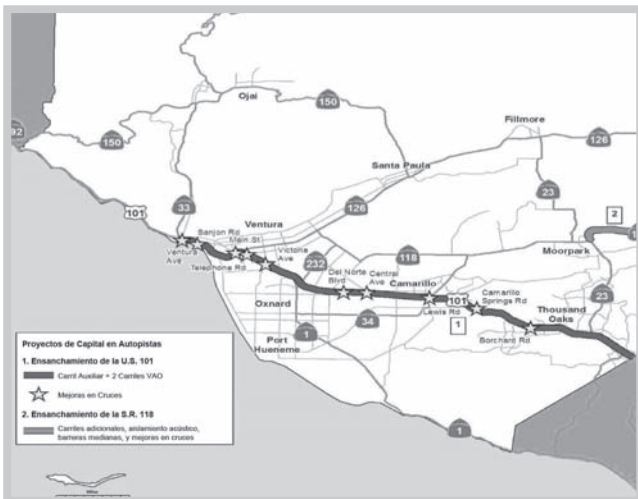 150
Ojai
150
92
Fillmore
126
Santa Paula
23
101
33
126
2
Ventura
Banjon Rd
Main St
Victoria Ave
118
Moorpark
Ventura Ave
Telephone Rd
232
Del Norte Blvd
Central Ave
Camarillo
Camarillo Springs Rd
23
101
Lewis Rd
Thousand Oaks
Oxnard
34
1
Port Hueneme
1
Borchard Rd
Proyectos de Capital en Autopistas
1. Ensanchamiento de la U.S. 101
Carril Auxiliar + 2 Carriles VAO
Mejoras en Cruces
2. Ensanchamiento de la S.R. 118
Carriles adicionales, aislamiento acústico,
barreras medianas, y mejoras en cruces
1